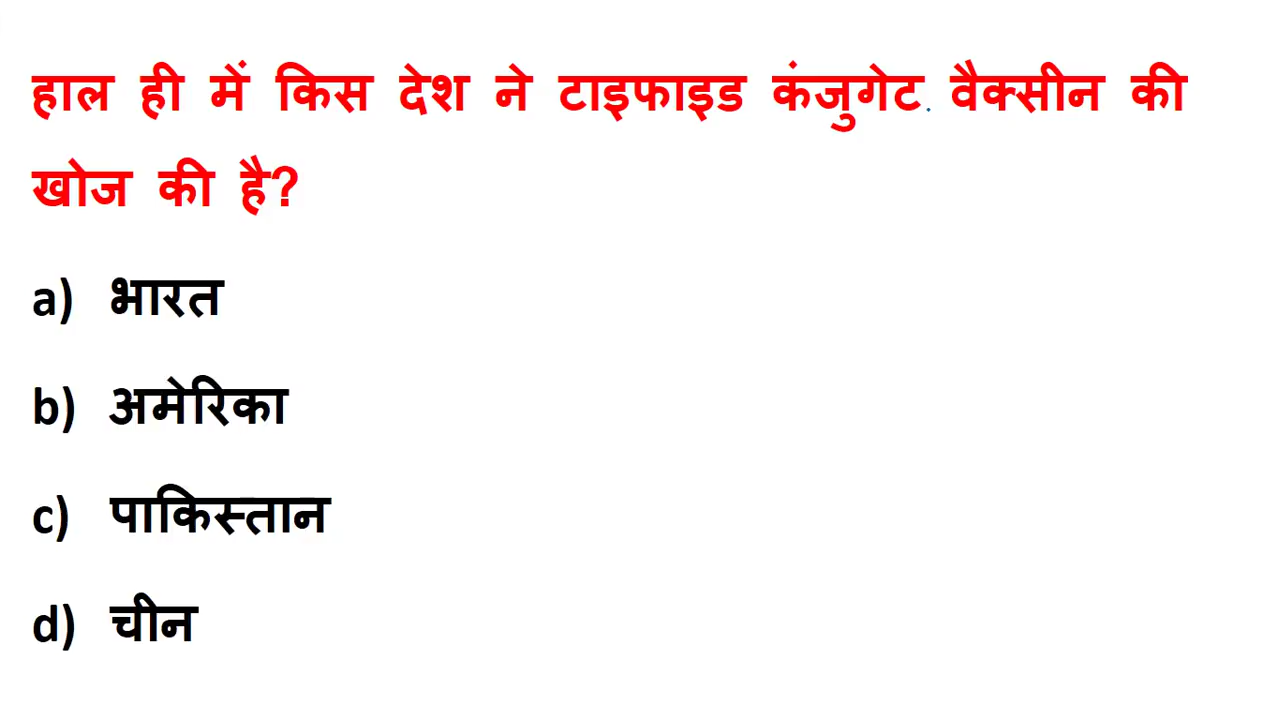 हाल ही में किस देश ने टाइफाइड कंजुगेट. वैक्सीन की
खोज की है?
a) भारत
b) अमेरिका
c) पाकिस्तान
d) चीन